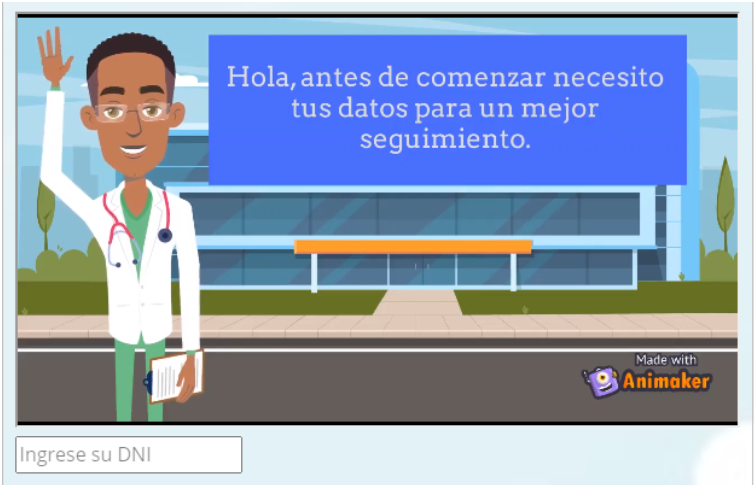 Hola, antes de comenzar necesito
tus datos para un mejor
seguimiento.
Made with
Animaker
Ingrese su DNI